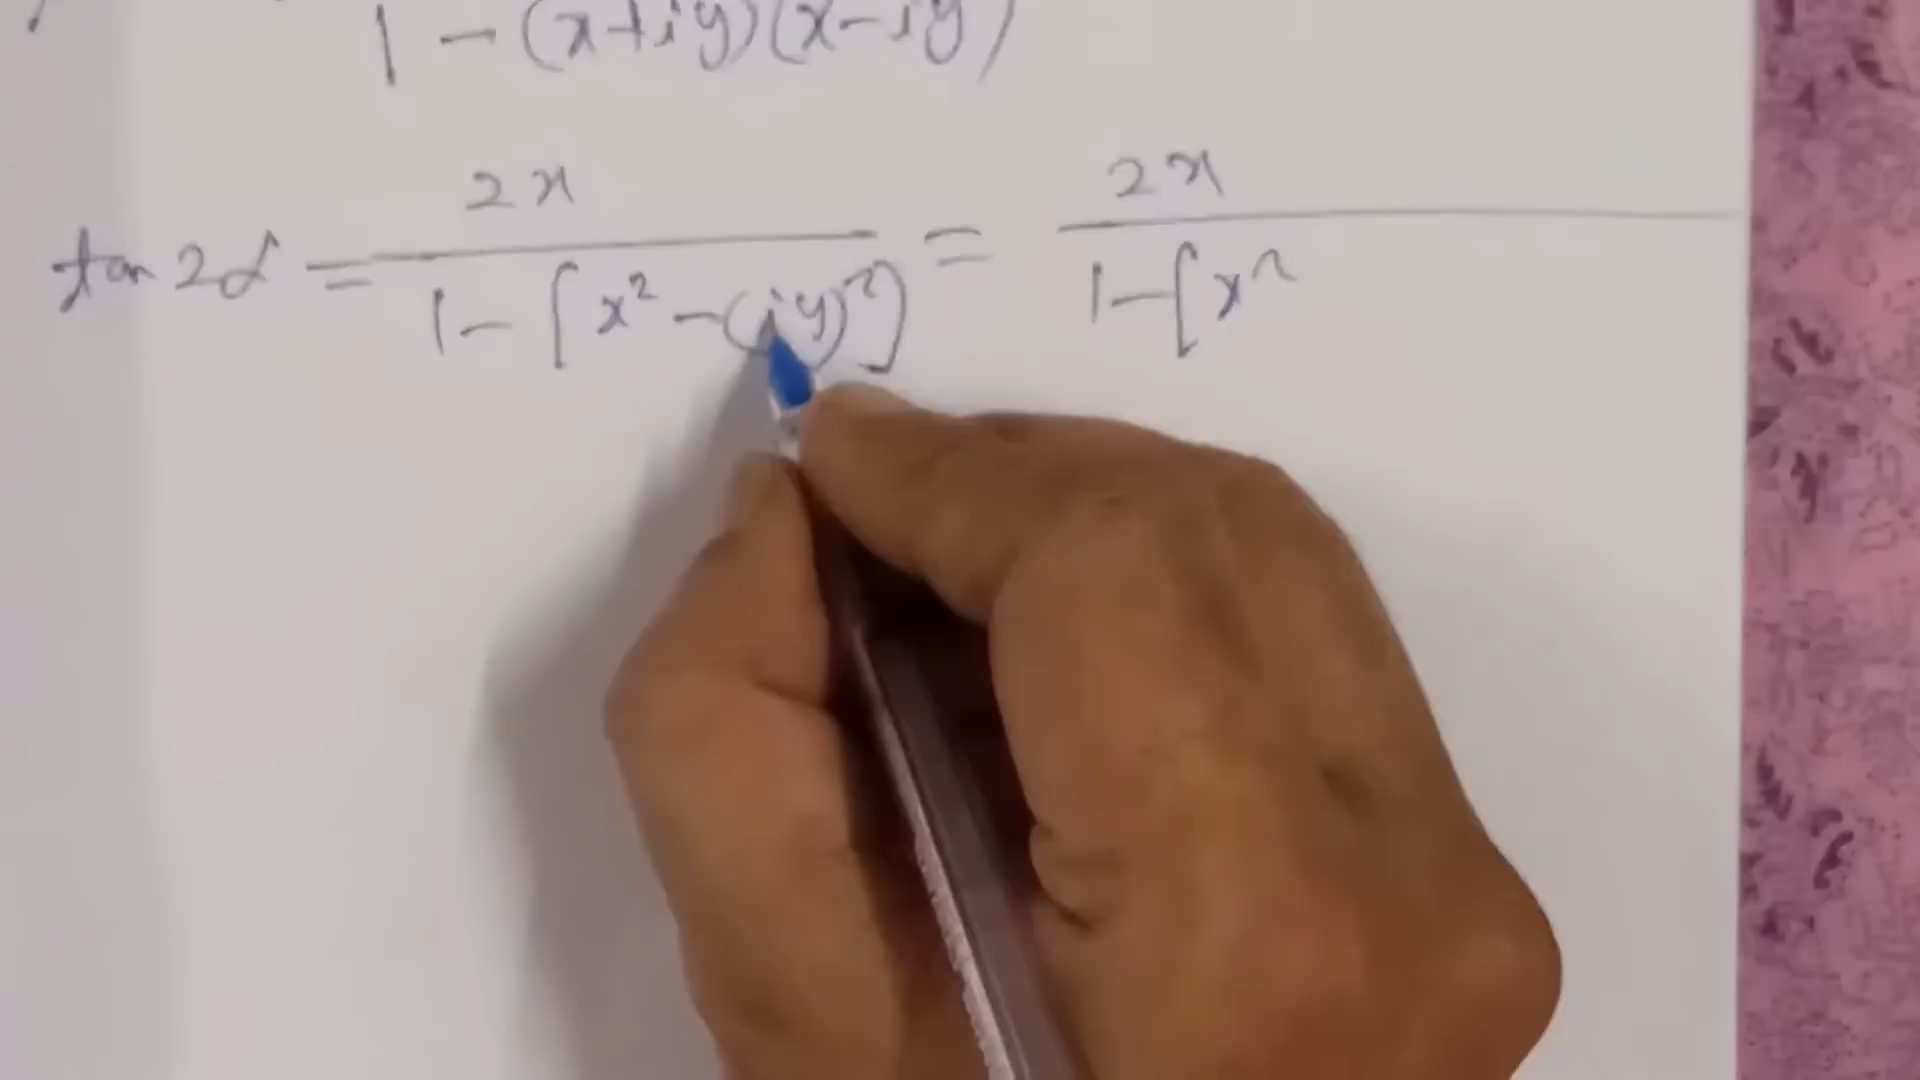 1 - (x+iy)(x-iy)
2x 2x
tan 2α = ――― = ―――
1 - [x² - (iy)²] 1 - [x²